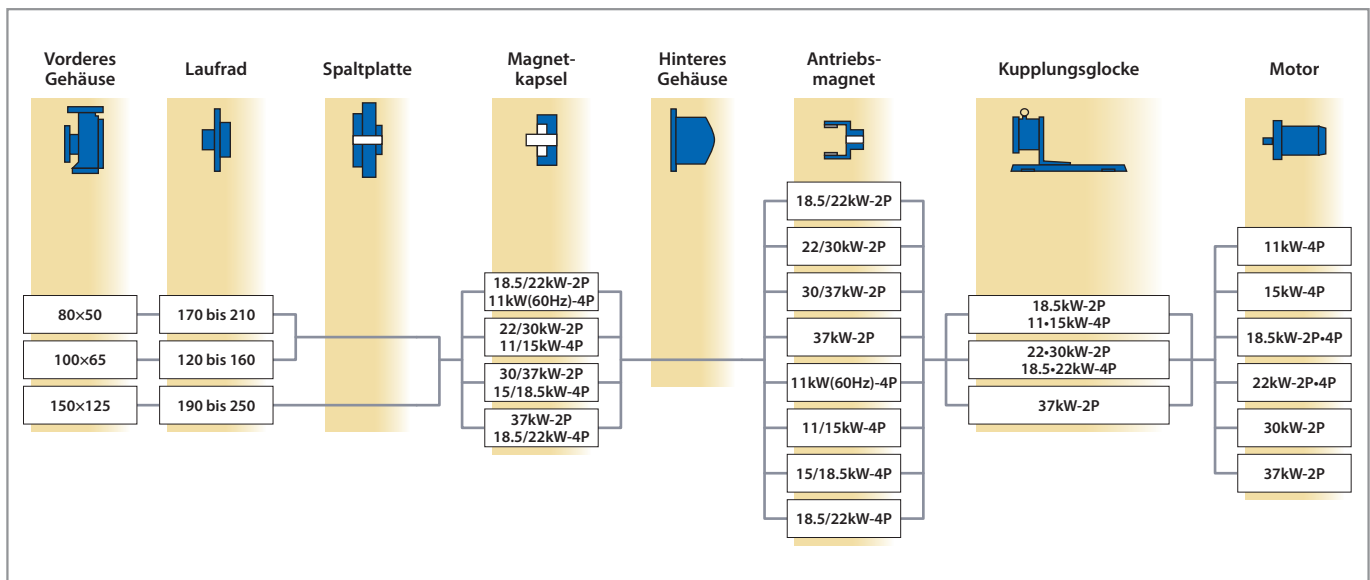 Vorderes
Gehäuse
Laufrad
Spaltplatte
Magnet-
kapsel
Hinteres
Gehäuse
Antriebs-
magnet
Kupplungsglocke
Motor
80×50
100×65
150×125
170 bis 210
120 bis 160
190 bis 250
18.5/22kW-2P
11kW(60Hz)-4P
22/30kW-2P
11/15kW-4P
30/37kW-2P
15/18.5kW-4P
37kW-2P
18.5/22kW-4P
18.5/22kW-2P
22/30kW-2P
30/37kW-2P
37kW-2P
11kW(60Hz)-4P
11/15kW-4P
15/18.5kW-4P
18.5/22kW-4P
18.5kW-2P
11•15kW-4P
22•30kW-2P
18.5•22kW-4P
37kW-2P
11kW-4P
15kW-4P
18.5kW-2P•4P
22kW-2P•4P
30kW-2P
37kW-2P